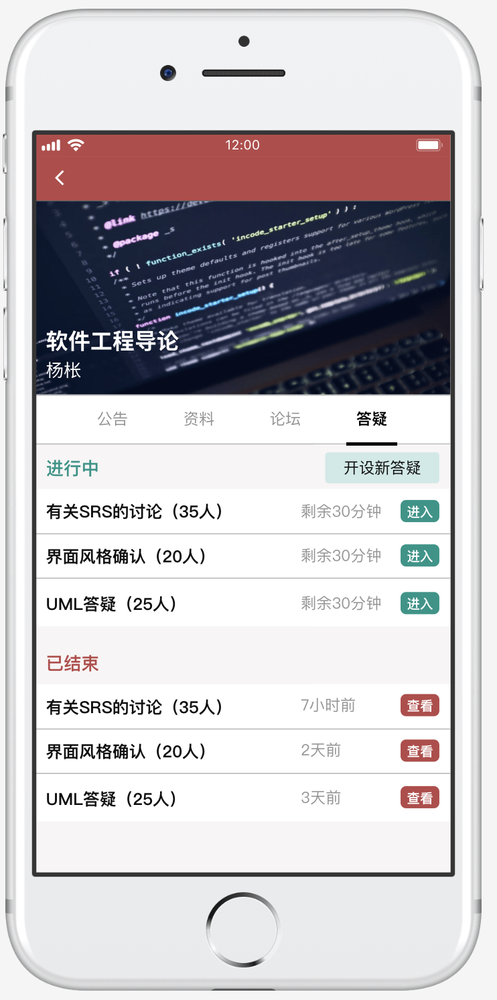 12:00
@link https://dev
@package _s
*/
if ( ! function_exists( 'incode_starter_setup' ) ) :
/**
* Sets up theme defaults and registers support for various WordPress
* Note that this function is hooked into the after_setup_theme hook, which
* runs before the init hook. The init hook is too late for some features, such
* as indicating support for post thumbnails.
*/
function incode_starter_setup() {
软件工程导论
杨枨
公告 资料 论坛 答疑
进行中 开设新答疑
有关SRS的讨论（35人） 剩余30分钟 进入
界面风格确认（20人） 剩余30分钟 进入
UML答疑（25人） 剩余30分钟 进入
已结束
有关SRS的讨论（35人） 7小时前 查看
界面风格确认（20人） 2天前 查看
UML答疑（25人） 3天前 查看